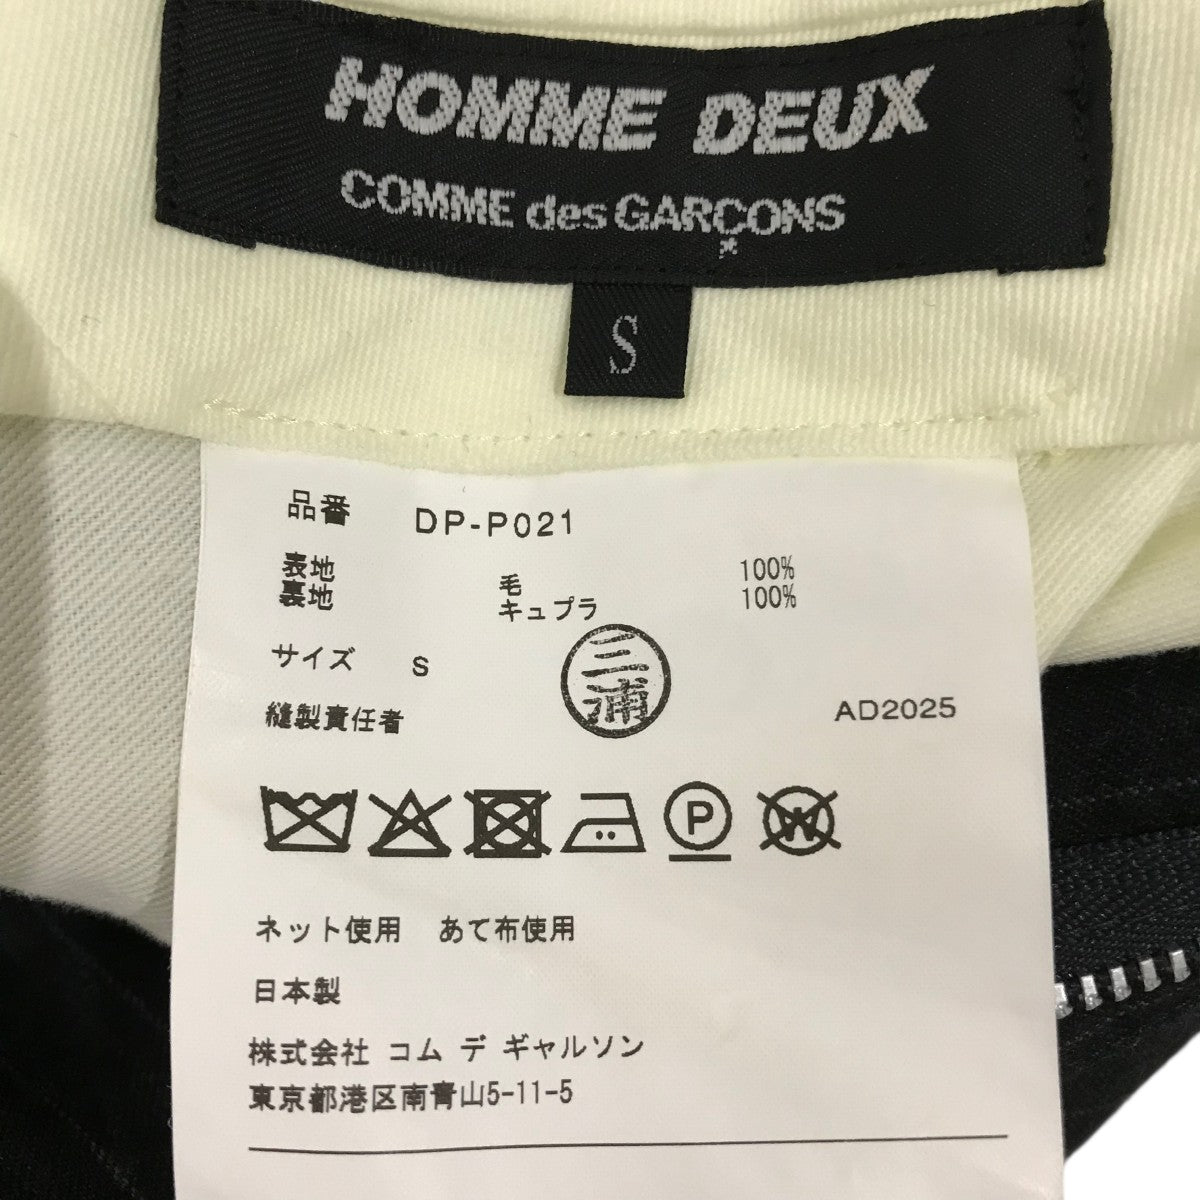 HOMME DEUX
COMME des GARÇONS
S
品番 DP-P021
表地 毛 100%
裏地 キュプラ 100%
サイズ S
三浦
縫製責任者 AD2025
P W
ネット使用 あて布使用
日本製
株式会社 コム デ ギャルソン
東京都港区南青山5-11-5